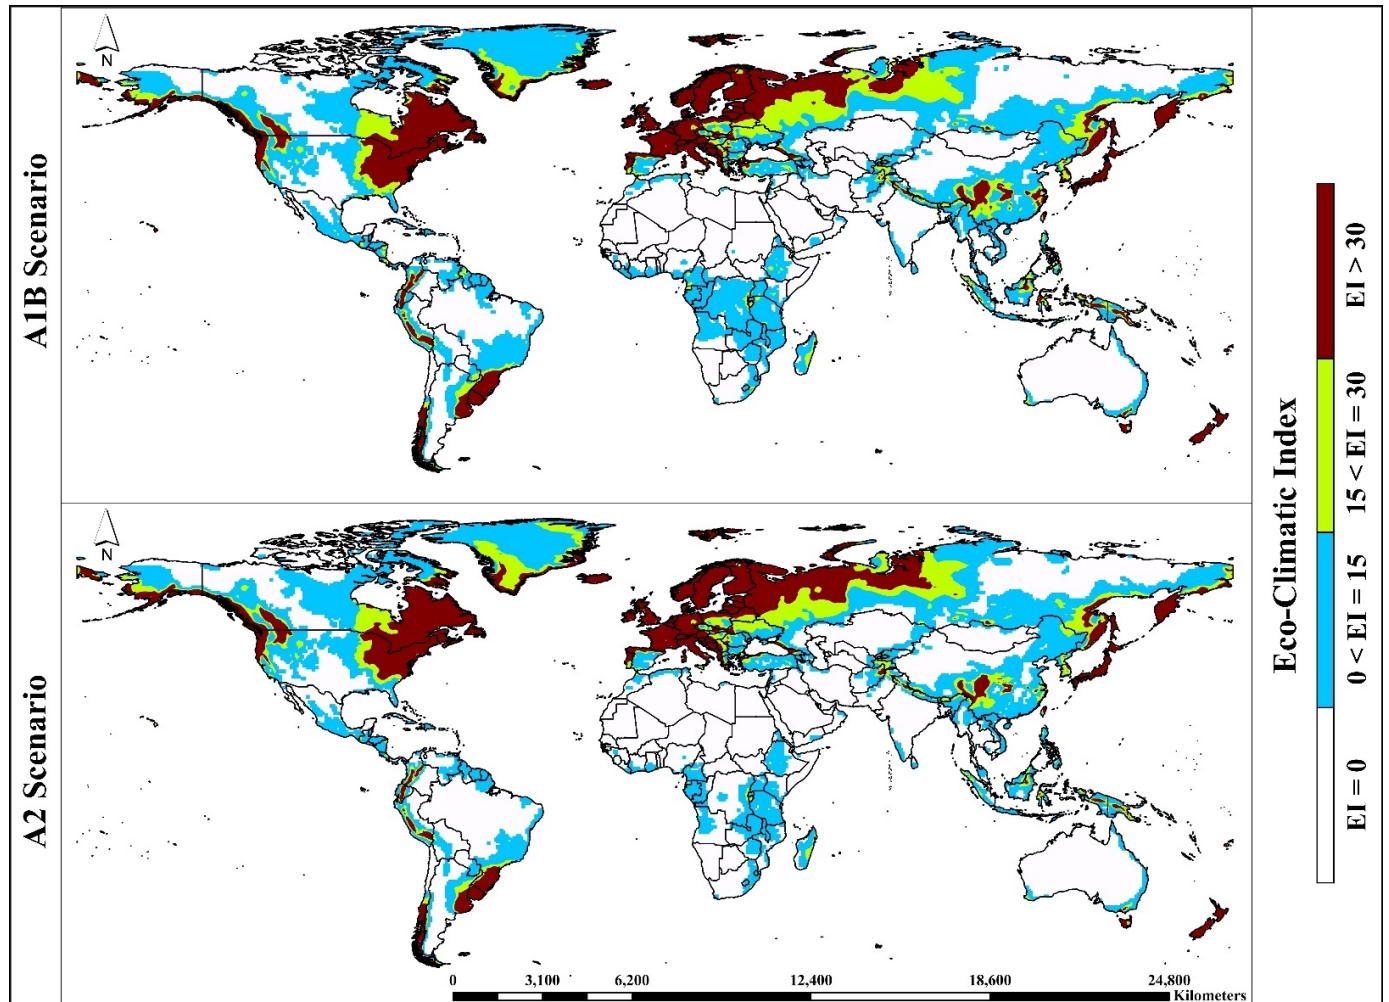 A1B Scenario
N
A2 Scenario
N
Eco-Climatic Index
EI = 0
0 < EI = 15
15 < EI = 30
EI > 30
0 3,100 6,200 12,400 18,600 24,800
Kilometers